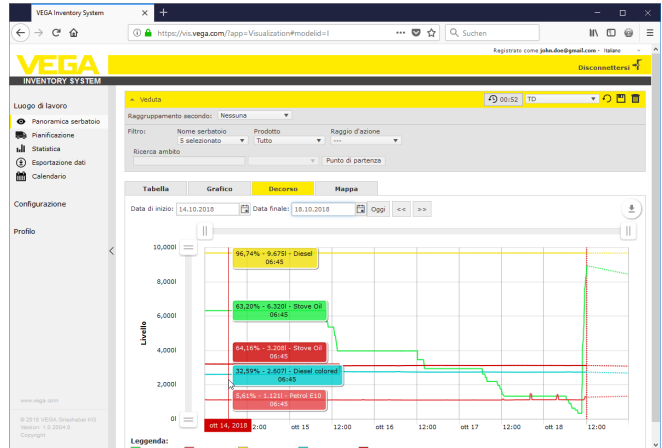 VEGA Inventory System
https://vis.vega.com/?app=Visualization#modelid=I
Suchen
Registrato come john.doe@gmail.com - Italiano
VEGA
Disconnettersi
INVENTORY SYSTEM
Luogo di lavoro
Panoramica serbatoio
Pianificazione
Statistica
Esportazione dati
Calendario
Configurazione
Profilo
www.vega.com
Copyright
Veduta
00:52
TD
Raggruppamento secondo: Nessuna
Filtro: Nome serbatoio Prodotto Raggio d'azione
5 selezionato Tutto ---
Ricerca ambito
Punto di partenza
Tabella Grafico Decorso Mappa
Data di inizio: 14.10.2018 Data finale: 18.10.2018 Oggi << >>
10,000l
8,000l
6,000l
4,000l
2,000l
0l
Livello
96,74% - 9.675l - Diesel
06:45
63,20% - 6.320l - Stove Oil
06:45
64,16% - 3.208l - Stove Oil
06:45
32,59% - 2.607l - Diesel colored
06:45
5,61% - 1.121l - Patrol E10
06:45
ott 14, 2018 2:00 ott 15 12:00 ott 16 12:00 ott 17 12:00 ott 18 12:00
Leggenda: